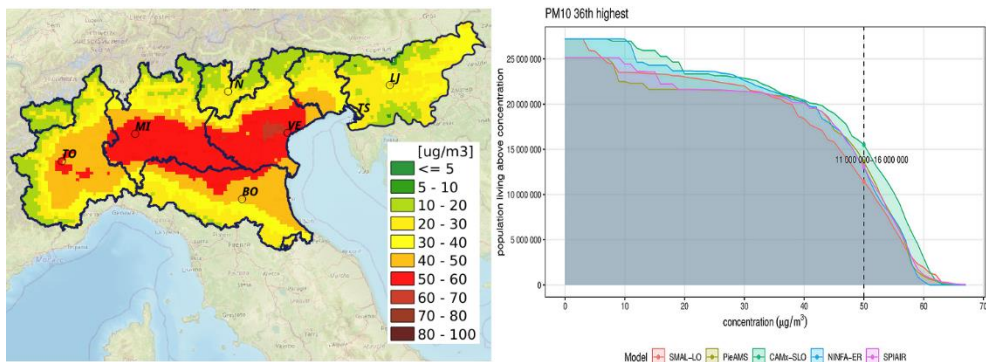 TN
LJ
MI
VE
TS
TO
BO
[ug/m3]
<= 5
5 - 10
10 - 20
20 - 30
30 - 40
40 - 50
50 - 60
60 - 70
70 - 80
80 - 100
PM10 36th highest
population living above concentration
25 000 000
20 000 000
15 000 000
10 000 000
5 000 000
0
11 000 000-16 000 000
0
10
20
30
40
50
60
concentration (μg/m³)
Model SMAL-LO PieAMS CAMx-SLO NINFA-ER SPIAIR